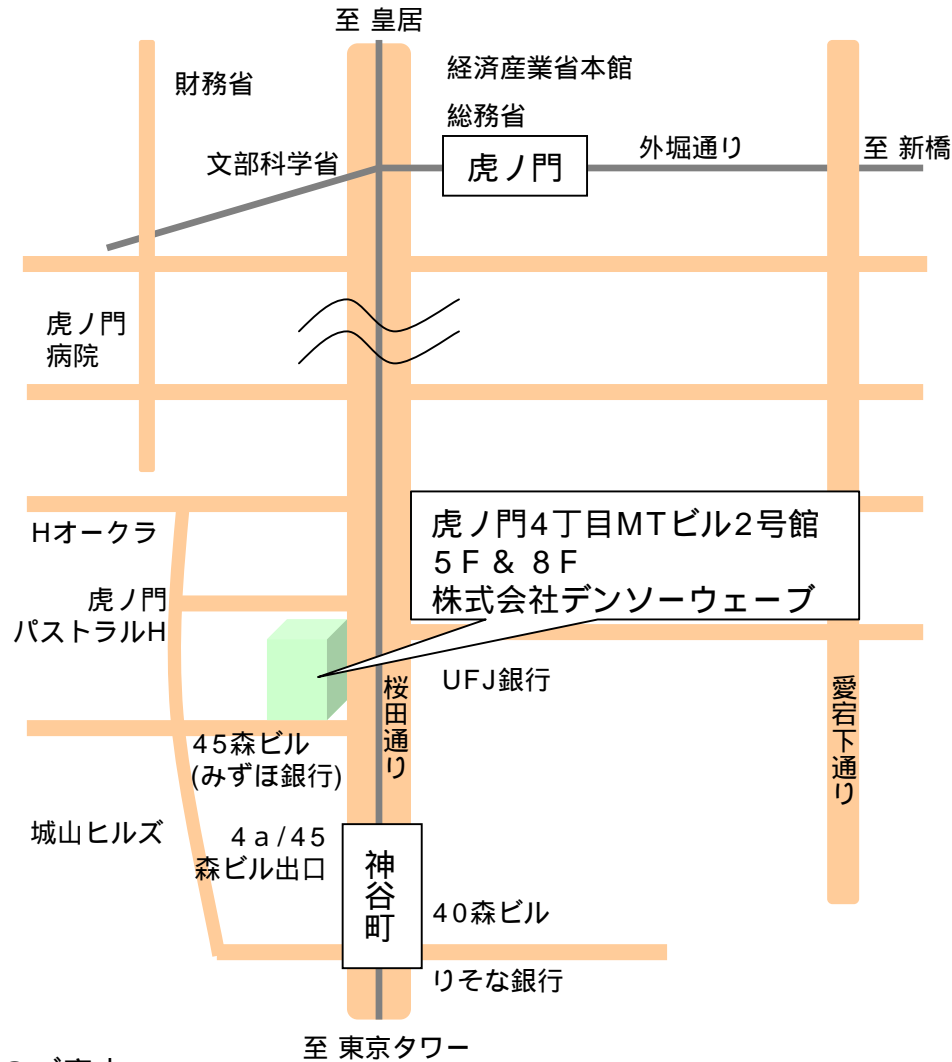 至 皇居
経済産業省本館
財務省
総務省
文部科学省
虎ノ門
外堀通り
至 新橋
虎ノ門
病院
Hオークラ
虎ノ門4丁目MTビル2号館
5F & 8F
株式会社デンソーウェーブ
虎ノ門
パストラルH
UFJ銀行
桜田通り
愛宕下通り
45森ビル
(みずほ銀行)
城山ヒルズ
4a/45
森ビル出口
神谷町
40森ビル
りそな銀行
至 東京タワー